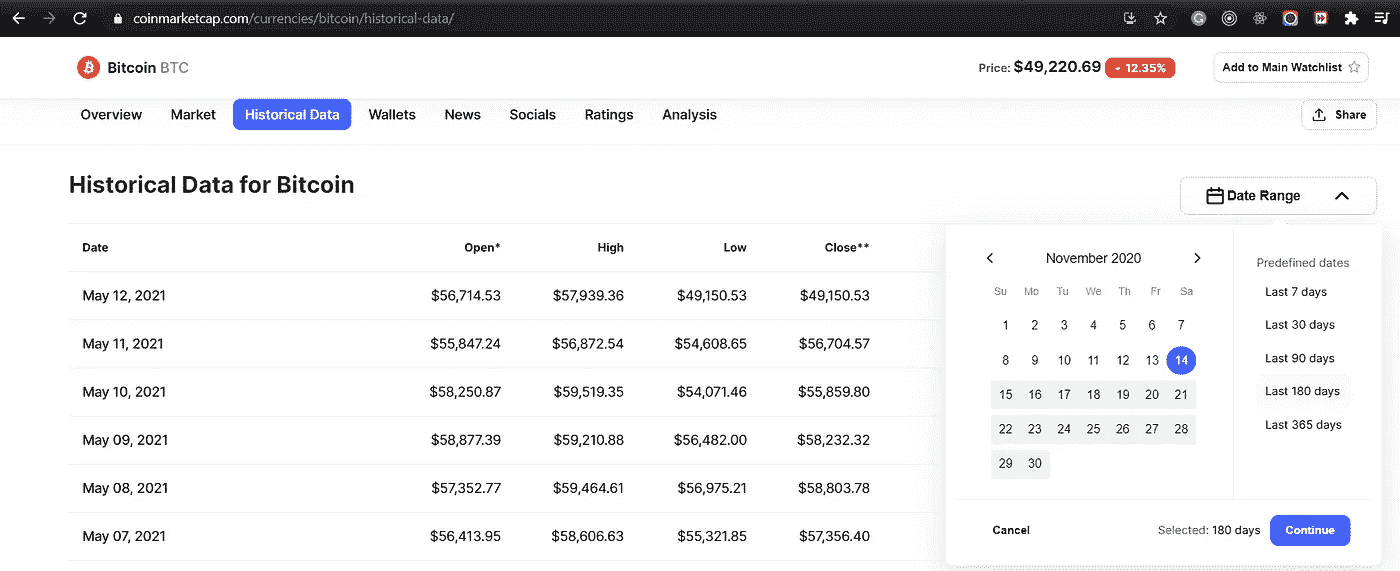 coinmarketcap.com/currencies/bitcoin/historical-data/
Bitcoin BTC
Price: $49,220.69 12.35%
Add to Main Watchlist
Overview Market Historical Data Wallets News Socials Ratings Analysis
Share
Historical Data for Bitcoin
Date Range
Date Open* High Low Close**
May 12, 2021 $56,714.53 $57,939.36 $49,150.53 $49,150.53
May 11, 2021 $55,847.24 $56,872.54 $54,608.65 $56,704.57
May 10, 2021 $58,250.87 $59,519.35 $54,071.46 $55,859.80
May 09, 2021 $58,877.39 $59,210.88 $56,482.00 $58,232.32
May 08, 2021 $57,352.77 $59,464.61 $56,975.21 $58,803.78
May 07, 2021 $56,413.95 $58,606.63 $55,321.85 $57,356.40
November 2020
Su Mo Tu We Th Fr Sa
1 2 3 4 5 6 7
8 9 10 11 12 13 14
15 16 17 18 19 20 21
22 23 24 25 26 27 28
29 30
Predefined dates
Last 7 days
Last 30 days
Last 90 days
Last 180 days
Last 365 days
Cancel
Selected: 180 days
Continue